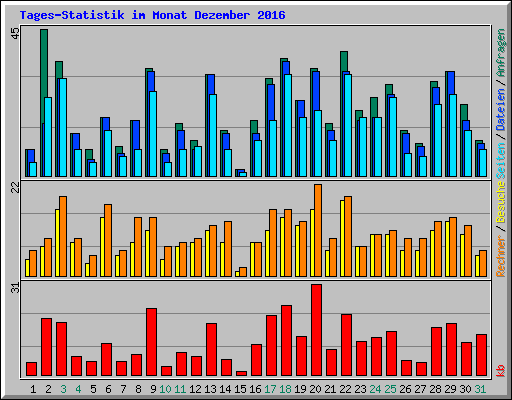 Tages-Statistik im Monat Dezember 2016
45
Rechner / Besuche Seiten / Dateien / Anfragen
22
31
kb
1 2 3 4 5 6 7 8 9 10 11 12 13 14 15 16 17 18 19 20 21 22 23 24 25 26 27 28 29 30 31